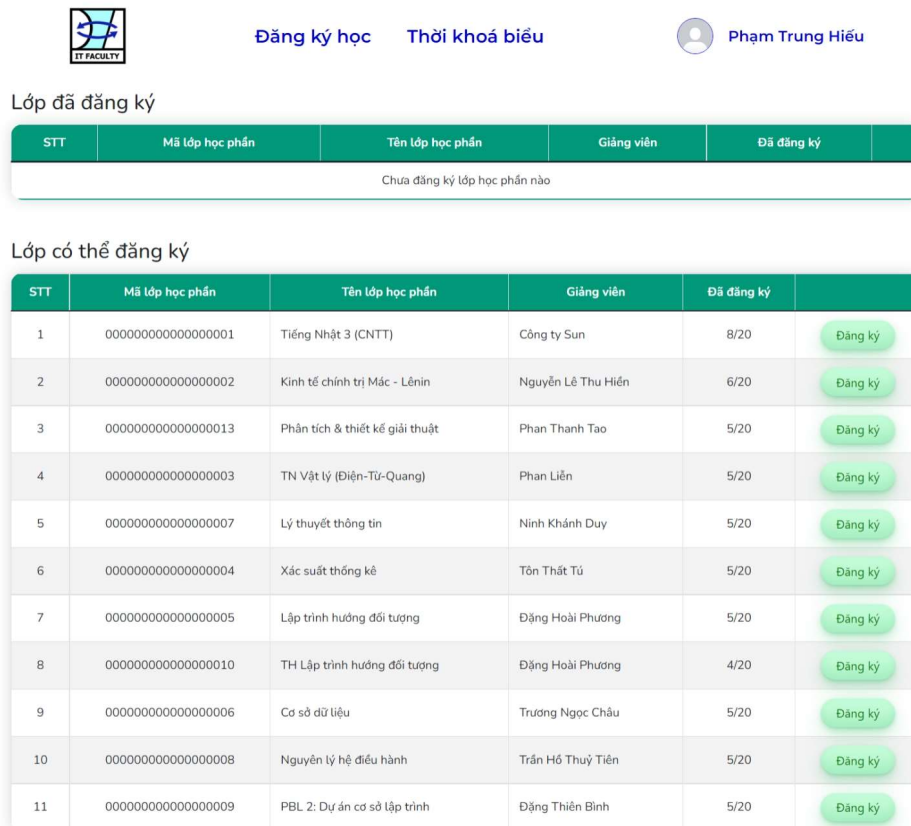 IT FACULTY
Đăng ký học Thời khoá biểu Phạm Trung Hiếu
Lớp đã đăng ký
STT Mã lớp học phần Tên lớp học phần Giảng viên Đã đăng ký
Chưa đăng ký lớp học phần nào
Lớp có thể đăng ký
STT Mã lớp học phần Tên lớp học phần Giảng viên Đã đăng ký
1 000000000000000001 Tiếng Nhật 3 (CNTT) Công ty Sun 8/20 Đăng ký
2 000000000000000002 Kinh tế chính trị Mác - Lênin Nguyễn Lê Thu Hiền 6/20 Đăng ký
3 000000000000000013 Phân tích & thiết kế giải thuật Phan Thanh Tao 5/20 Đăng ký
4 000000000000000003 TN Vật lý (Điện-Từ-Quang) Phan Liễn 5/20 Đăng ký
5 000000000000000007 Lý thuyết thông tin Ninh Khánh Duy 5/20 Đăng ký
6 000000000000000004 Xác suất thống kê Tôn Thất Tú 5/20 Đăng ký
7 000000000000000005 Lập trình hướng đối tượng Đặng Hoài Phương 5/20 Đăng ký
8 000000000000000010 TH Lập trình hướng đối tượng Đặng Hoài Phương 4/20 Đăng ký
9 000000000000000006 Cơ sở dữ liệu Trương Ngọc Châu 5/20 Đăng ký
10 000000000000000008 Nguyên lý hệ điều hành Trần Hồ Thuỷ Tiên 5/20 Đăng ký
11 000000000000000009 PBL 2: Dự án cơ sở lập trình Đặng Thiên Bình 5/20 Đăng ký